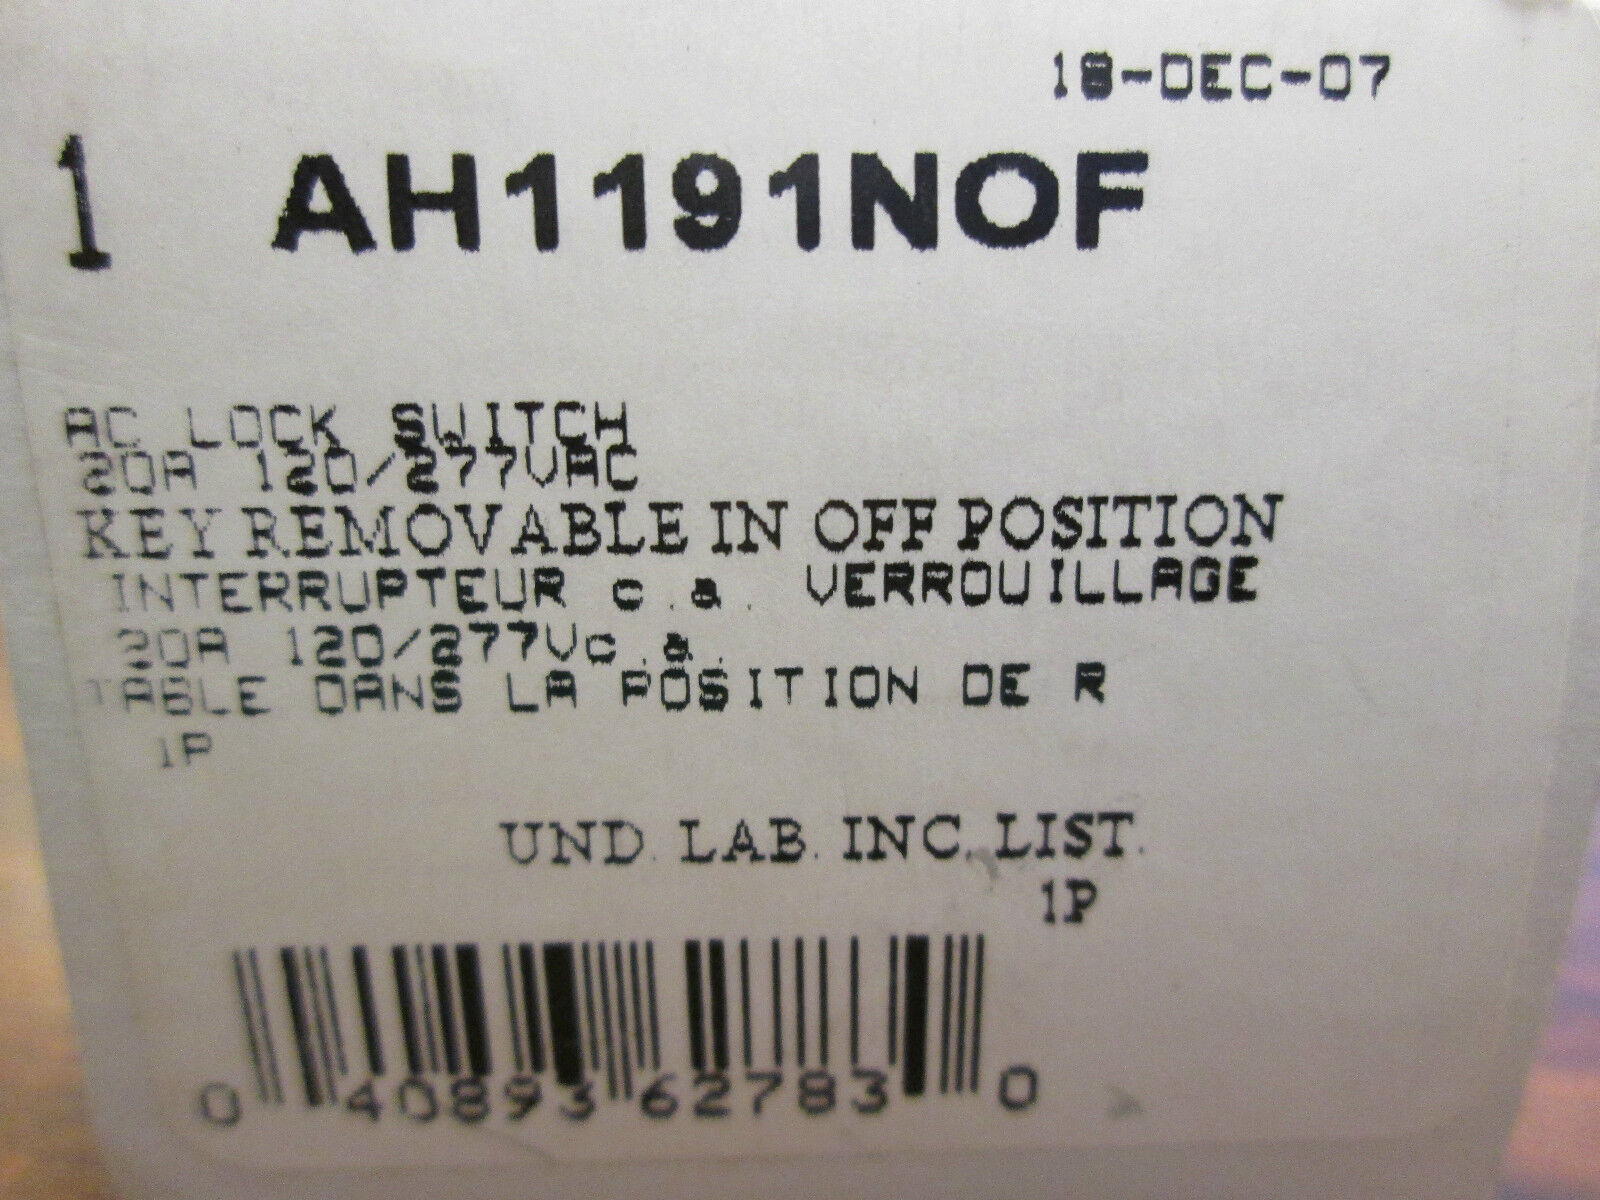 18-DEC-07
1 AH1191NOF
AC LOCK SWITCH
20A 120/277VAC
KEY REMOVABLE IN OFF POSITION
INTERRUPTEUR c.a. VERROUILLAGE
20A 120/277Vc.a.
TABLE DANS LA POSITION DE R
1P
UND. LAB. INC. LIST.
1P
0 40893 62783 0